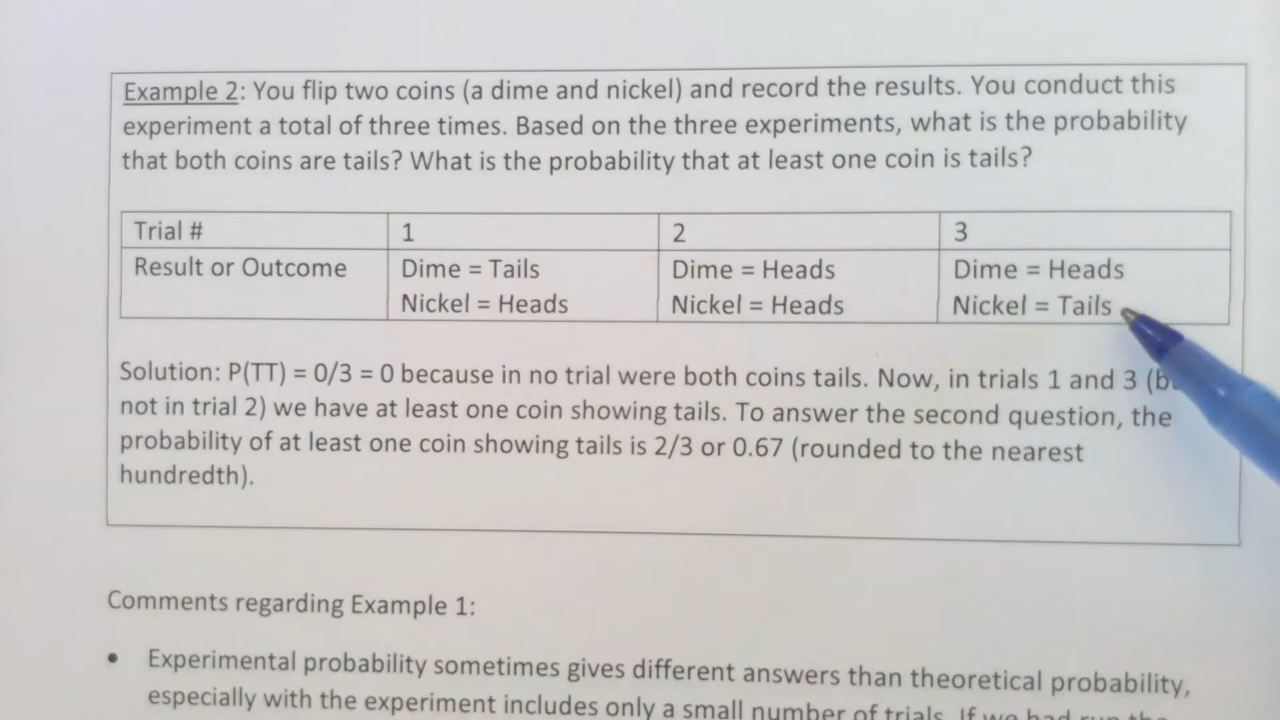 Example 2: You flip two coins (a dime and nickel) and record the results. You conduct this
experiment a total of three times. Based on the three experiments, what is the probability
that both coins are tails? What is the probability that at least one coin is tails?
Trial # 1 2 3
Result or Outcome Dime = Tails Dime = Heads Dime = Heads
Nickel = Heads Nickel = Heads Nickel = Tails
Solution: P(TT) = 0/3 = 0 because in no trial were both coins tails. Now, in trials 1 and 3
not in trial 2) we have at least one coin showing tails. To answer the second question, the
probability of at least one coin showing tails is 2/3 or 0.67 (rounded to the nearest
hundredth).
Comments regarding Example 1:
• Experimental probability sometimes gives different answers than theoretical probability,
especially with the experiment includes only a small number of trials. If we had run the